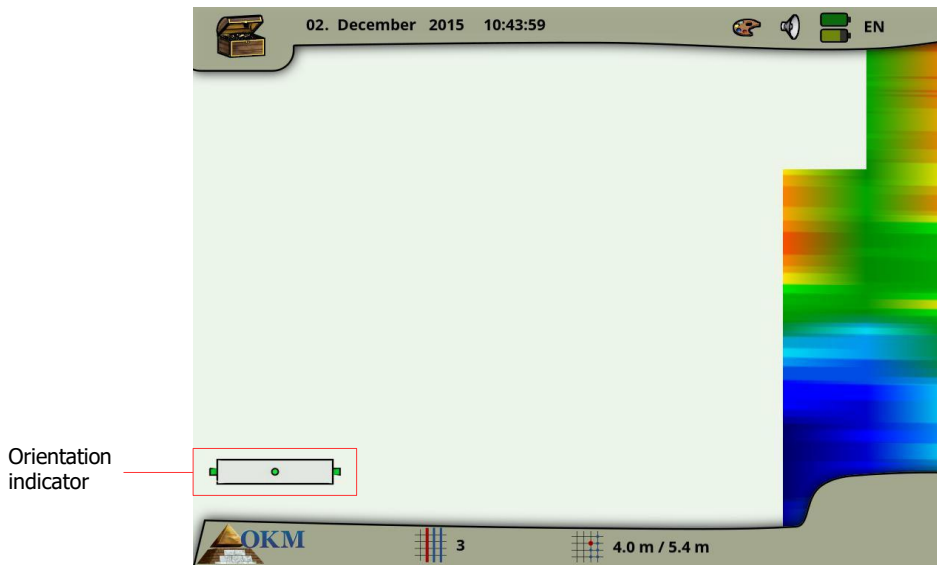 02. December 2015 10:43:59
EN
Orientation
indicator
OKM
3
4.0 m / 5.4 m